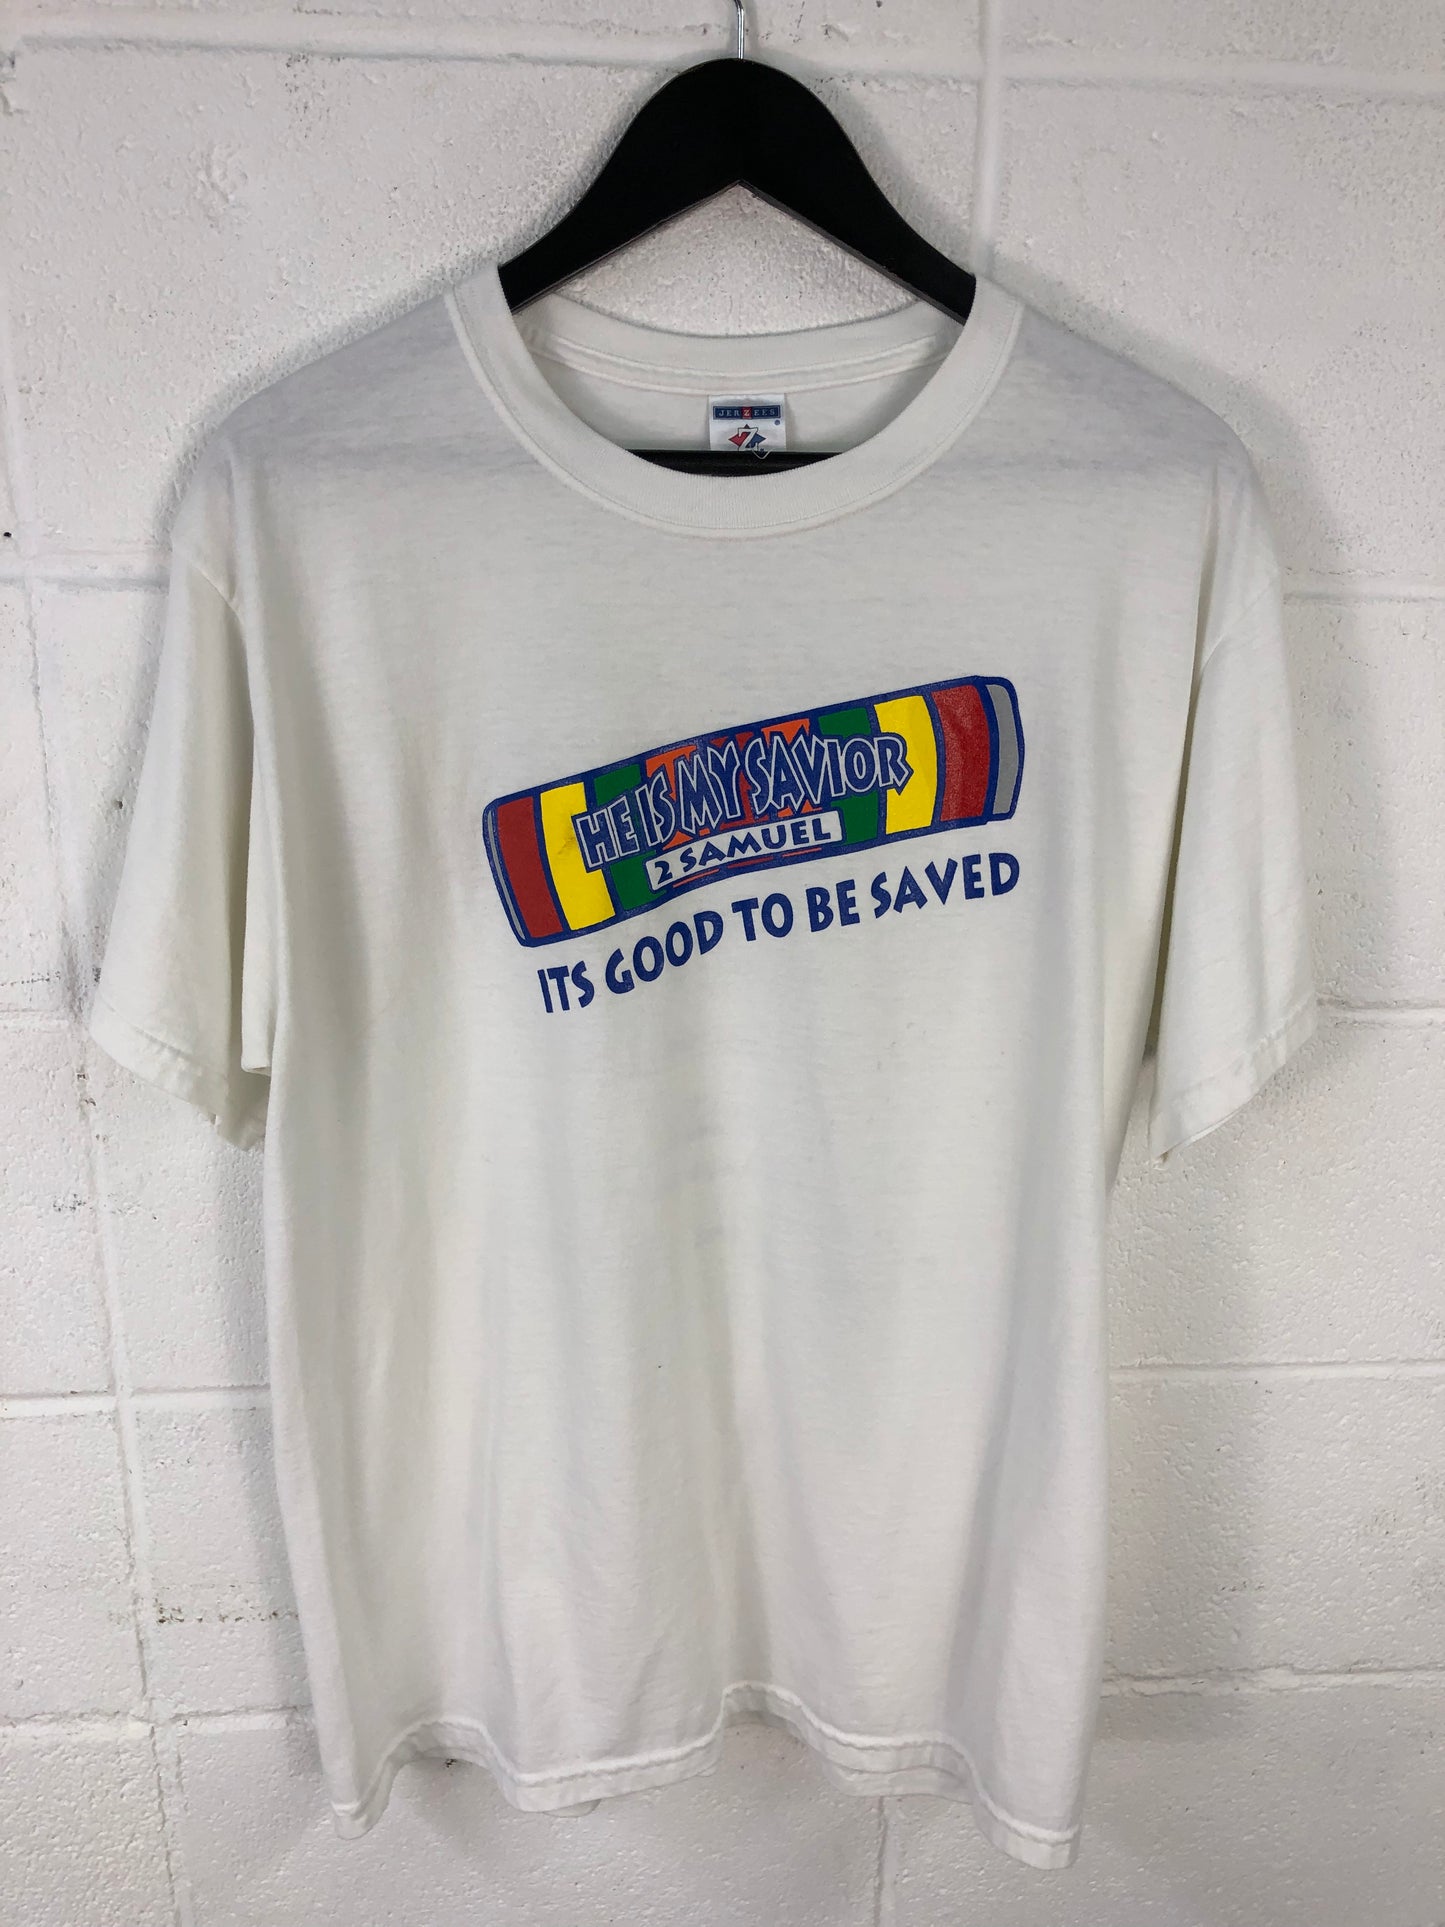 JERZEES
HE IS MY SAVIOR
2 SAMUEL
ITS GOOD TO BE SAVED